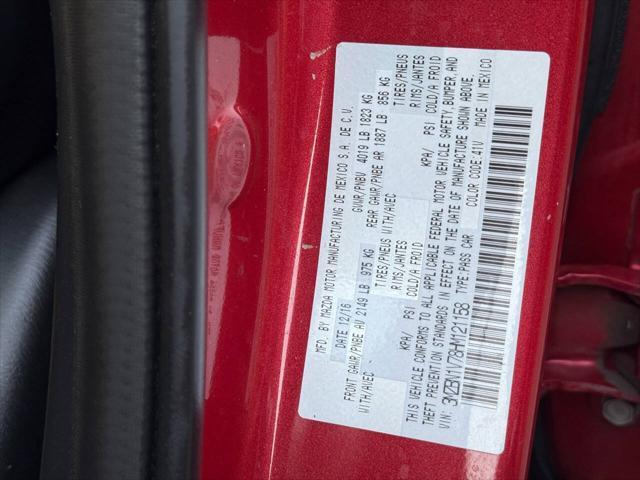 MFD. BY MAZDA MOTOR MANUFACTURING DE MEXICO S.A. DE C.V.
DATE 12/16 GVWR/PNBV 4019 LB 1823 KG
FRONT GAWR/PNBE AV 2149 LB 975 KG REAR GAWR/PNBE AR 1887 LB 856 KG
WITH/AVEC TIRES/PNEUS WITH/AVEC TIRES/PNEUS
RIMS/JANTES RIMS/JANTES
KPA/ PSI COLD/A FROID KPA/ PSI COLD/A FROID
THIS VEHICLE CONFORMS TO ALL APPLICABLE FEDERAL MOTOR VEHICLE SAFETY, BUMPER, AND
THEFT PREVENTION STANDARDS IN EFFECT ON THE DATE OF MANUFACTURE SHOWN ABOVE.
VIN: TYPE:PASS CAR COLOR CODE:41V MADE IN MEXICO